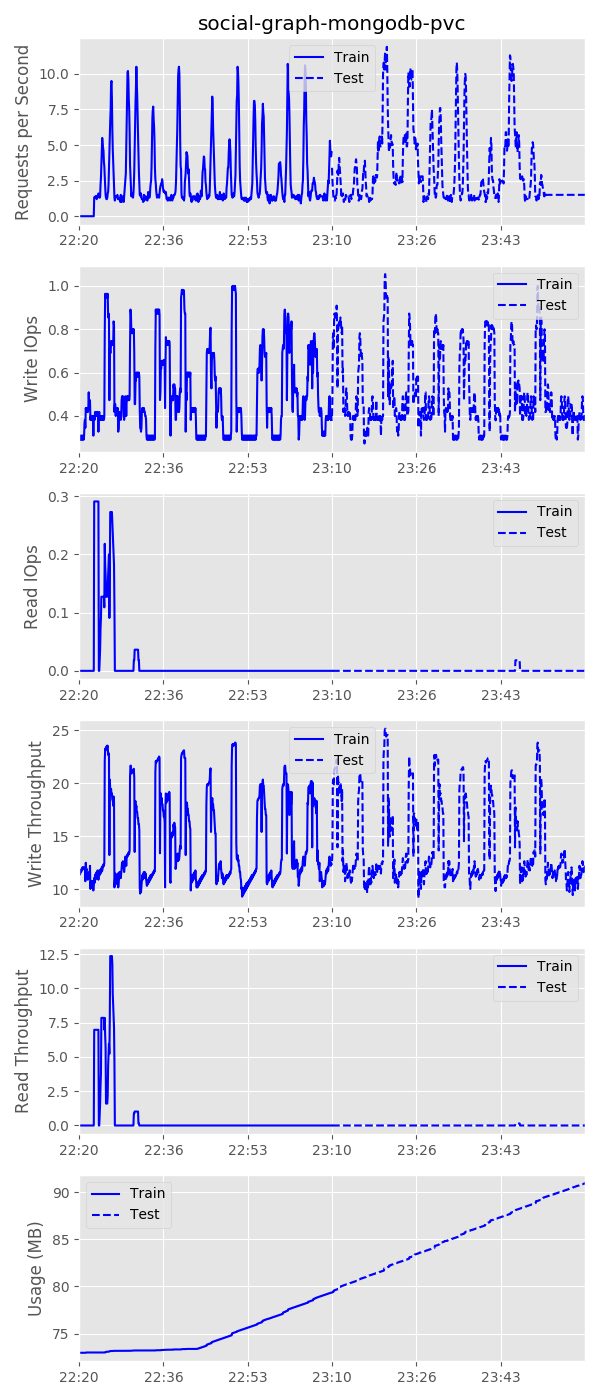 social-graph-mongodb-pvc
Requests per Second
10.0
7.5
5.0
2.5
0.0
Train
Test
22:20 22:36 22:53 23:10 23:26 23:43
Write IOps
1.0
0.8
0.6
0.4
Train
Test
22:20 22:36 22:53 23:10 23:26 23:43
Read IOps
0.3
0.2
0.1
0.0
Train
Test
22:20 22:36 22:53 23:10 23:26 23:43
Write Throughput
25
20
15
10
Train
Test
22:20 22:36 22:53 23:10 23:26 23:43
Read Throughput
12.5
10.0
7.5
5.0
2.5
0.0
Train
Test
22:20 22:36 22:53 23:10 23:26 23:43
Usage (MB)
90
85
80
75
Train
Test
22:20 22:36 22:53 23:10 23:26 23:43